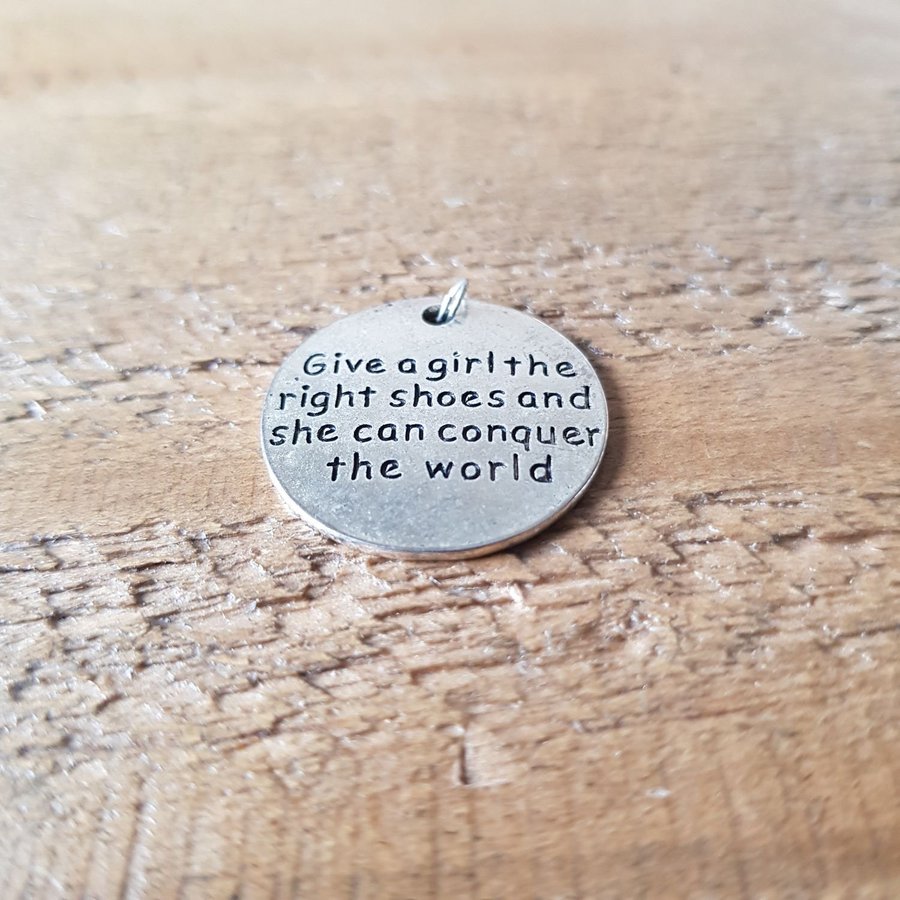 Give a girl the
right shoes and
she can conquer
the world